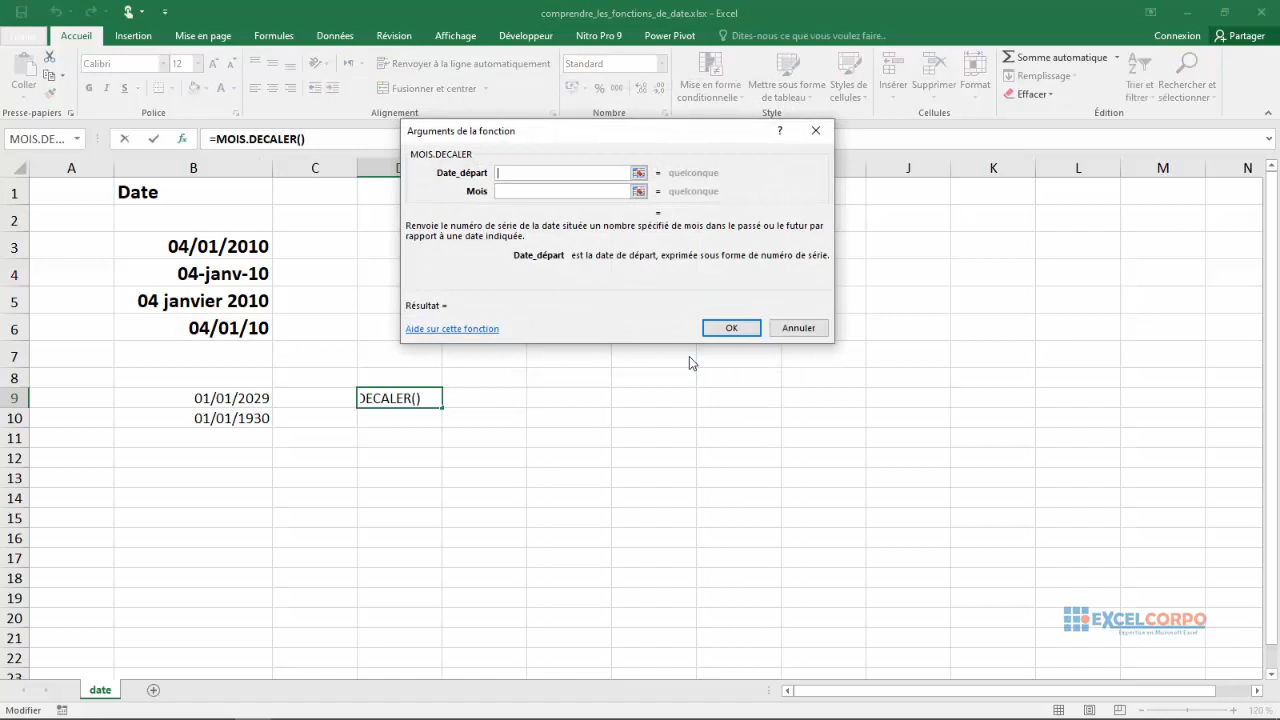 comprendre_les_fonctions_de_date.xlsx - Excel
Accueil Insertion Mise en page Formules Données Révision Affichage Développeur Nitro Pro 9 Power Pivot Dites-nous ce que vous voulez faire... Connexion Partager
Coller
Presse-papiers
Calibri 12
G I S
Police
Renvoyer à la ligne automatiquement
Fusionner et centrer
Alignement
Standard
% 000
Nombre
Mise en forme conditionnelle
Mettre sous forme de tableau
Styles de cellules
Style
Insérer Supprimer Format
Cellules
Somme automatique
Remplissage
Effacer
Trier et filtrer
Rechercher et sélectionner
Édition
MOIS.DE... fx =MOIS.DECALER()
A B C D J K L M N
1 Date
2
3 04/01/2010
4 04-janv-10
5 04 janvier 2010
6 04/01/10
7
8
9 01/01/2029 DECALER()
10 01/01/1930
11
12
13
14
15
16
17
18
19
20
21
22
23
Arguments de la fonction ?
MOIS.DECALER
Date_départ = quelconque
Mois = quelconque
=
Renvoie le numéro de série de la date située un nombre spécifié de mois dans le passé ou le futur par
rapport à une date indiquée.
Date_départ est la date de départ, exprimée sous forme de numéro de série.
Résultat =
Aide sur cette fonction OK Annuler
EXCELCORPO
Expertise en Microsoft Excel
date
Modifier 120 %